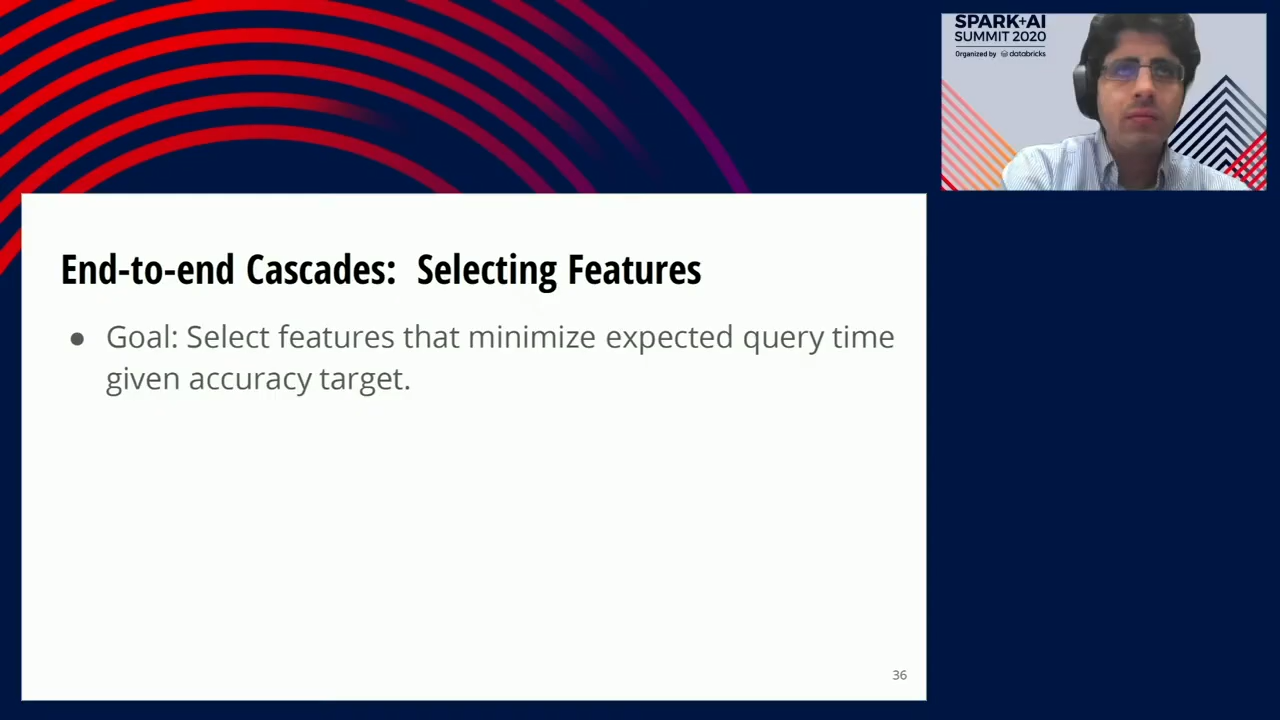 SPARK+AI
SUMMIT 2020
Organized by databricks
End-to-end Cascades: Selecting Features
● Goal: Select features that minimize expected query time
given accuracy target.
36